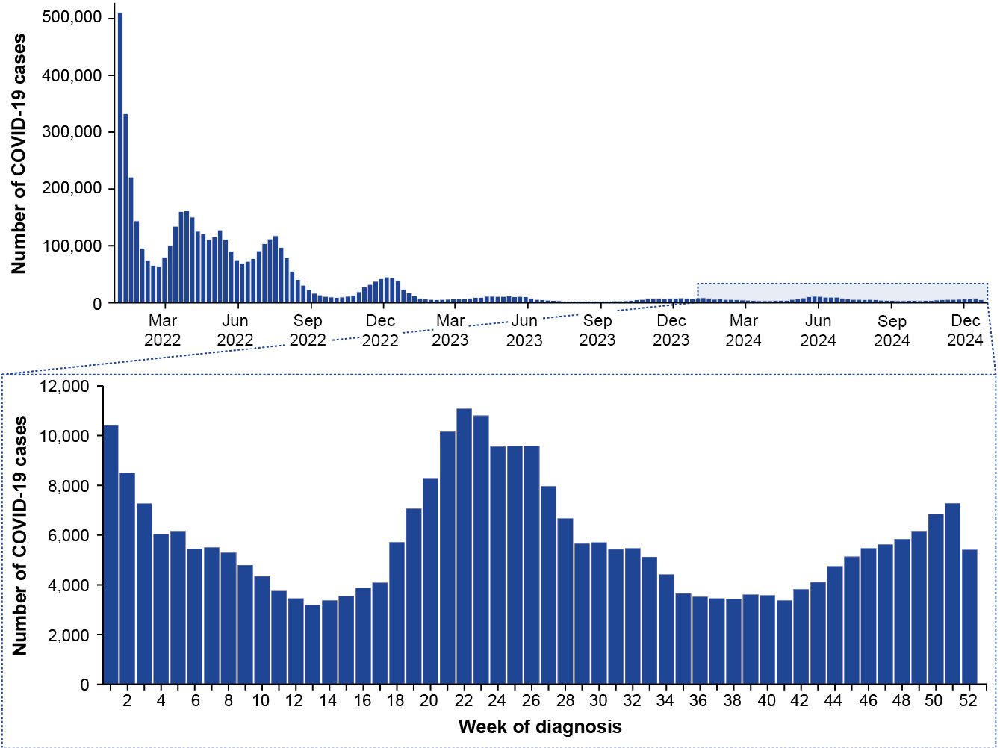 Number of COVID-19 cases
500,000
400,000
300,000
200,000
100,000
0
Mar Jun Sep Dec Mar Jun Sep Dec Mar Jun Sep Dec
2022 2022 2022 2022 2023 2023 2023 2023 2024 2024 2024 2024
Number of COVID-19 cases
12,000
10,000
8,000
6,000
4,000
2,000
0
2 4 6 8 10 12 14 16 18 20 22 24 26 28 30 32 34 36 38 40 42 44 46 48 50 52
Week of diagnosis